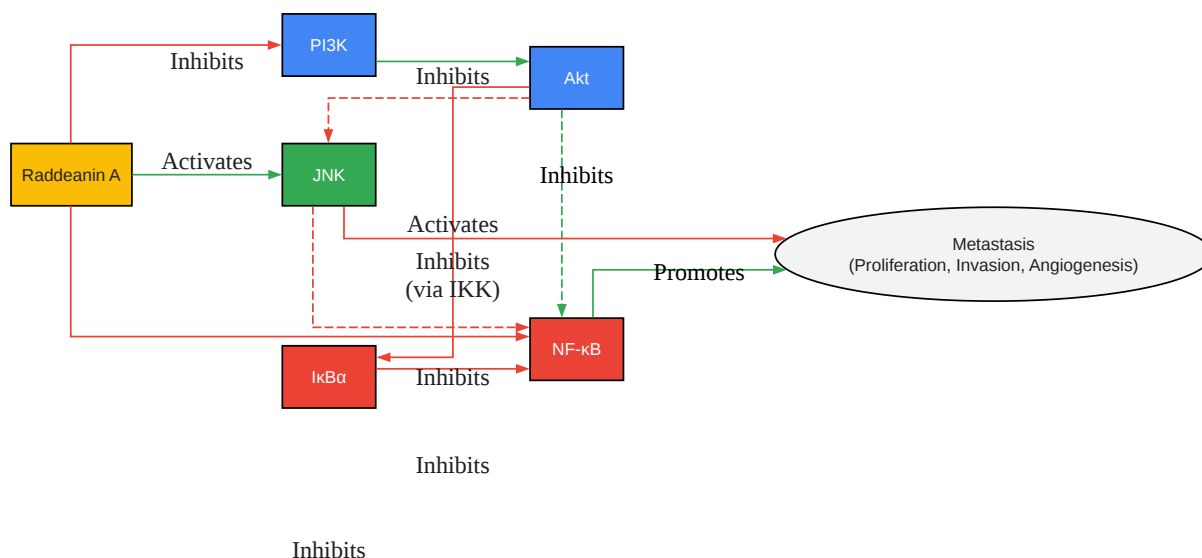 PI3K
Inhibits
Inhibits
Akt
Raddeanin A
Activates
JNK
Inhibits
Activates
Metastasis
(Proliferation, Invasion, Angiogenesis)
Inhibits
(via IKK)
Promotes
NF-κB
IκBα
Inhibits
Inhibits
Inhibits